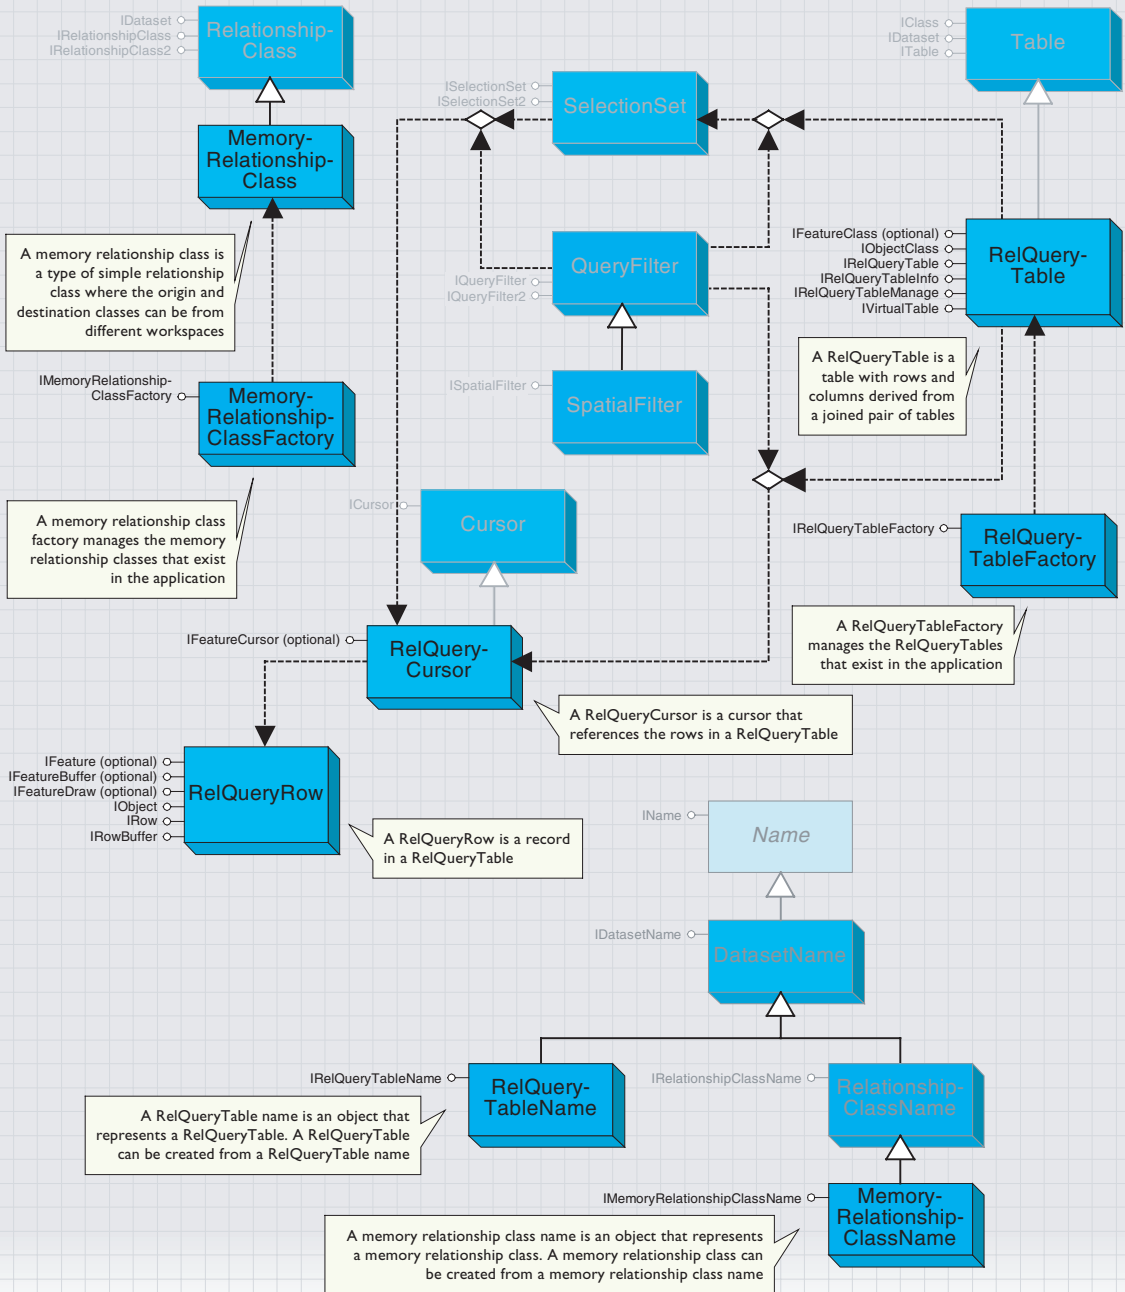 IDataset
IRelationshipClass
IRelationshipClass2
Relationship-
Class
IClass
IDataset
ITable
Table
ISelectionSet
ISelectionSet2
SelectionSet
Memory-
Relationship-
Class
A memory relationship class is
a type of simple relationship
class where the origin and
destination classes can be from
different workspaces
IQueryFilter
IQueryFilter2
QueryFilter
IFeatureClass (optional)
IObjectClass
IRelQueryTable
IRelQueryTableInfo
IRelQueryTableManage
IVirtualTable
RelQuery-
Table
A RelQueryTable is a
table with rows and
columns derived from
a joined pair of tables
IMemoryRelationship-
ClassFactory
Memory-
Relationship-
ClassFactory
ISpatialFilter
SpatialFilter
A memory relationship class
factory manages the memory
relationship classes that exist
in the application
ICursor
Cursor
IRelQueryTableFactory
RelQuery-
TableFactory
A RelQueryTableFactory
manages the RelQueryTables
that exist in the application
IFeatureCursor (optional)
RelQuery-
Cursor
A RelQueryCursor is a cursor that
references the rows in a RelQueryTable
IFeature (optional)
IFeatureBuffer (optional)
IFeatureDraw (optional)
IObject
IRow
IRowBuffer
RelQueryRow
A RelQueryRow is a record
in a RelQueryTable
IName
Name
IDatasetName
DatasetName
IRelQueryTableName
RelQuery-
TableName
IRelationshipClassName
Relationship-
ClassName
A RelQueryTable name is an object that
represents a RelQueryTable. A RelQueryTable
can be created from a RelQueryTable name
IMemoryRelationshipClassName
Memory-
Relationship-
ClassName
A memory relationship class name is an object that represents
a memory relationship class. A memory relationship class can
be created from a memory relationship class name